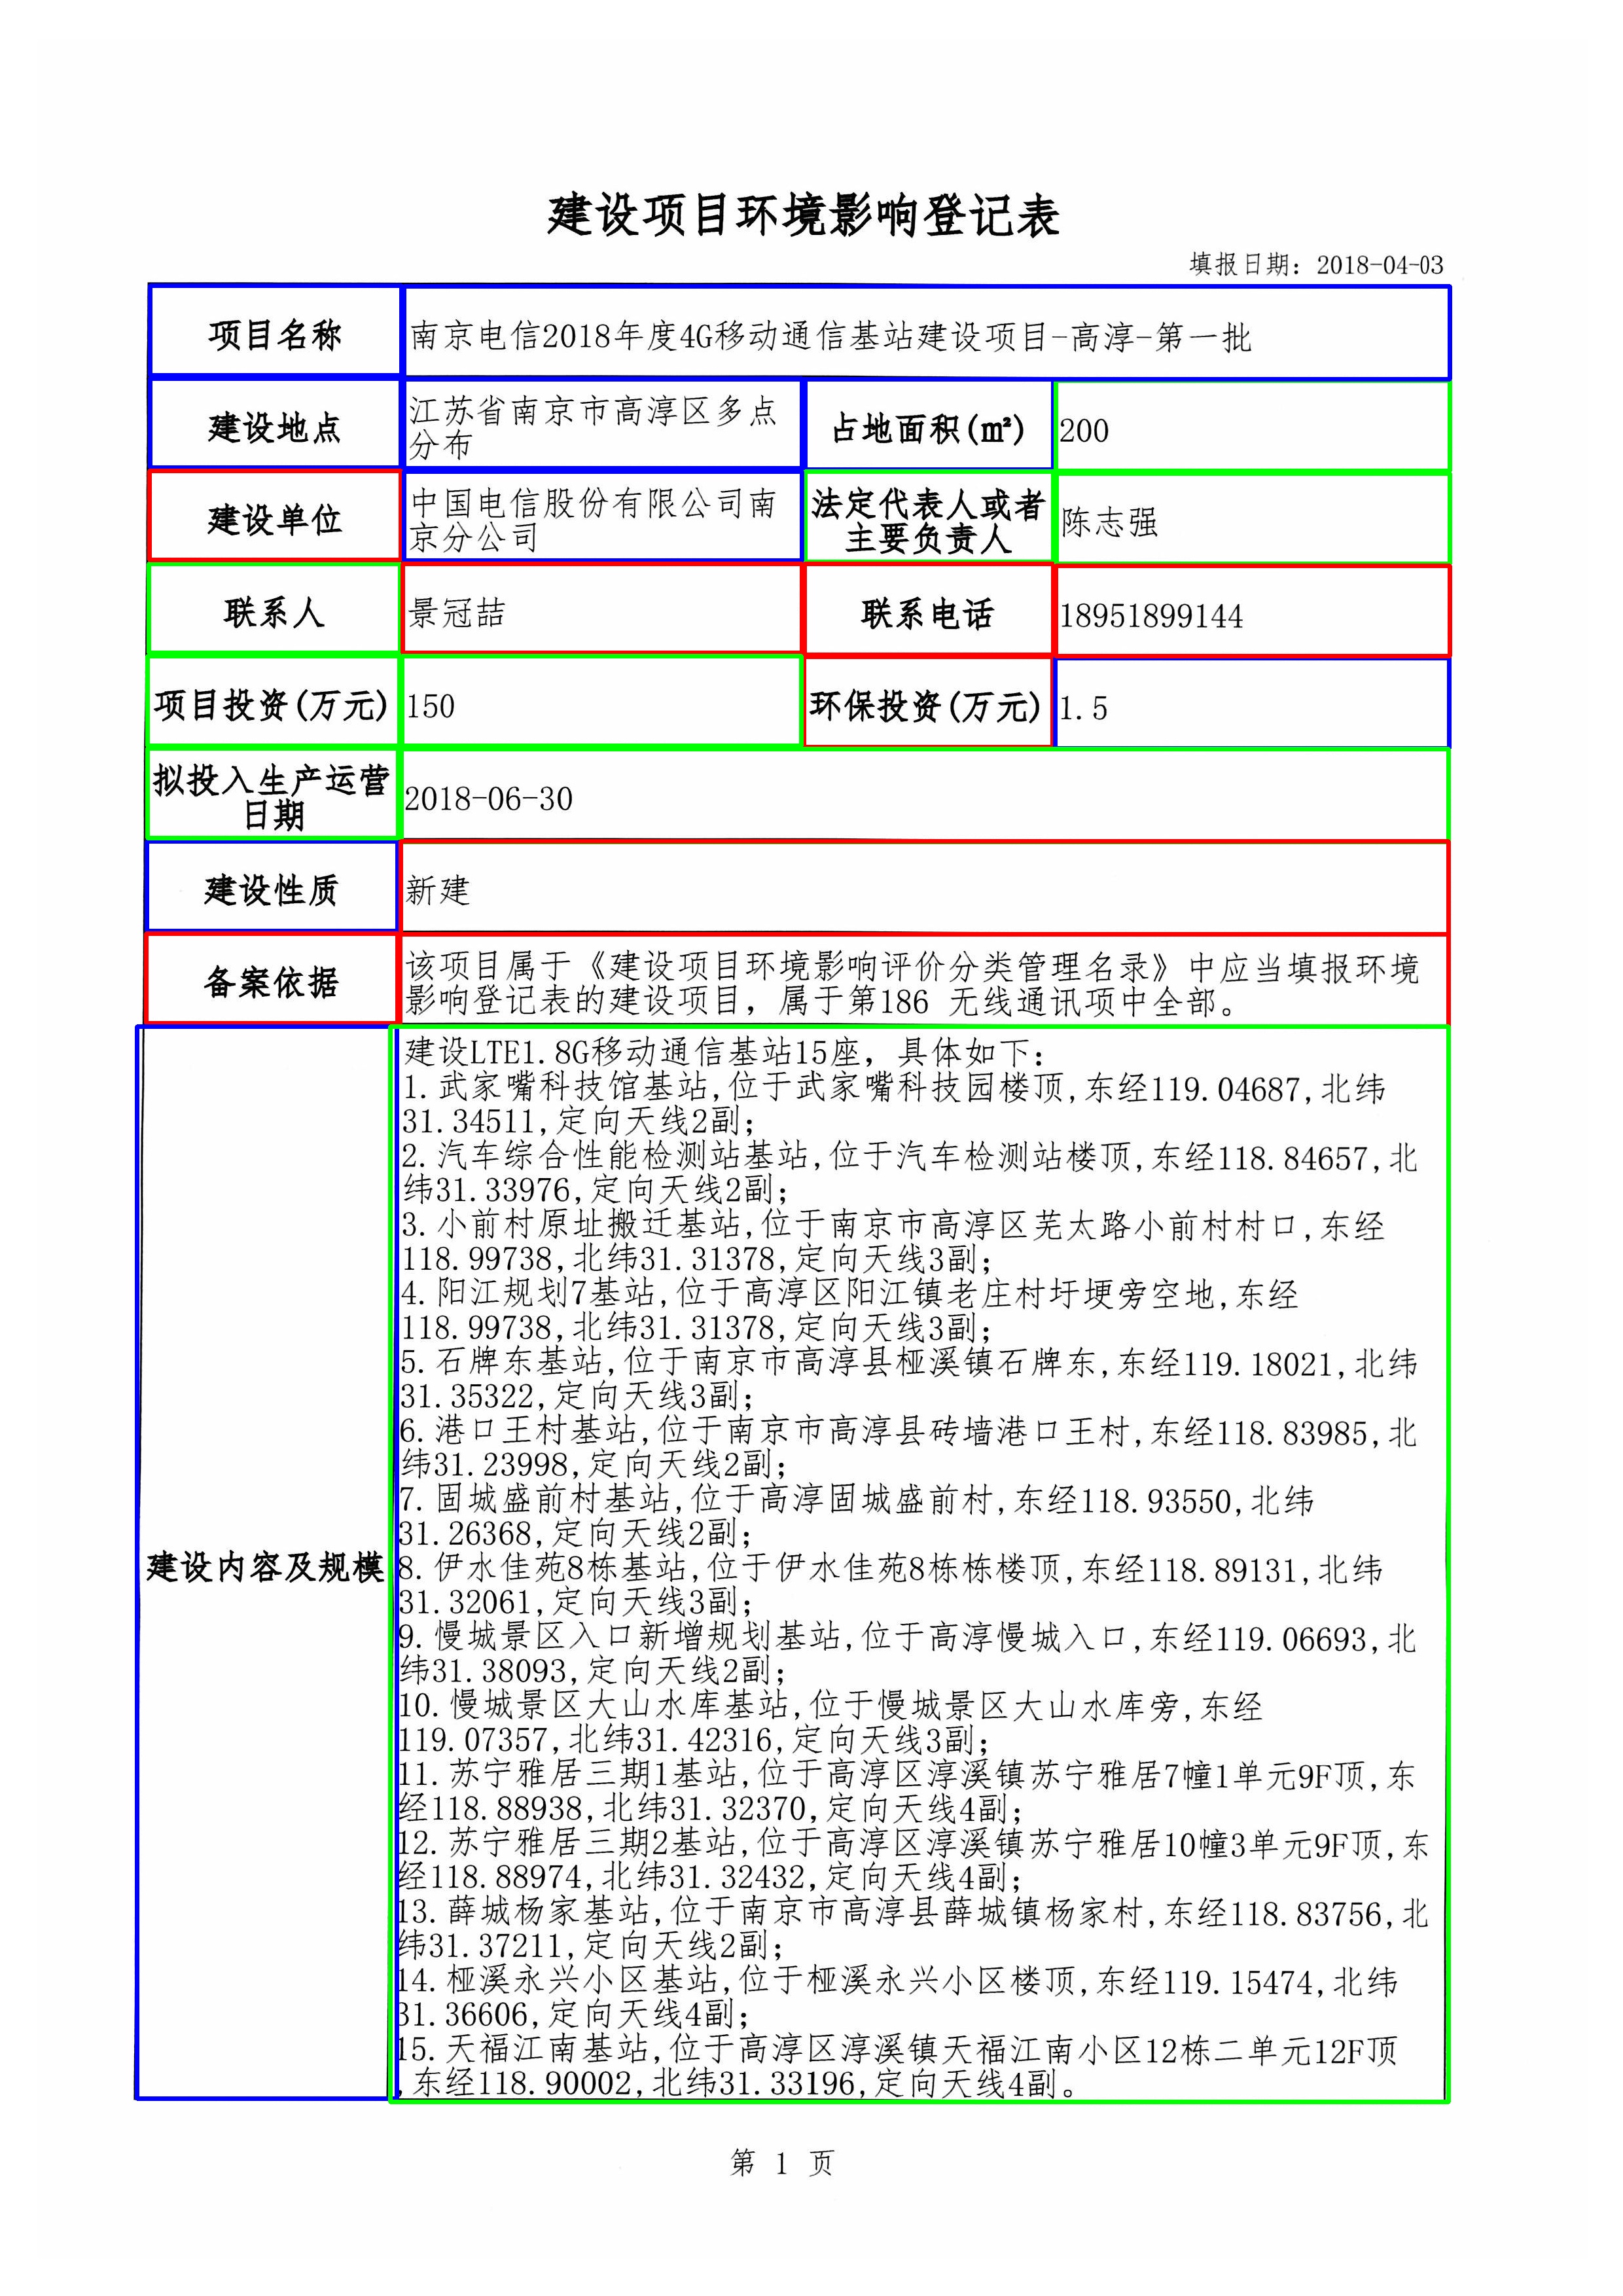 建设项目环境影响登记表
填报日期：2018-04-03
项目名称
南京电信2018年度4G移动通信基站建设项目-高淳-第一批
建设地点
江苏省南京市高淳区多点
分布
占地面积(㎡)
200
建设单位
中国电信股份有限公司南
京分公司
法定代表人或者
主要负责人
陈志强
联系人
景冠喆
联系电话
18951899144
项目投资(万元)
150
环保投资(万元)
1.5
拟投入生产运营
日期
2018-06-30
建设性质
新建
备案依据
该项目属于《建设项目环境影响评价分类管理名录》中应当填报环境
影响登记表的建设项目，属于第186 无线通讯项中全部。
建设内容及规模
建设LTE1.8G移动通信基站15座，具体如下：
1.武家嘴科技馆基站,位于武家嘴科技园楼顶,东经119.04687,北纬
31.34511,定向天线2副；
2.汽车综合性能检测站基站,位于汽车检测站楼顶,东经118.84657,北
纬31.33976,定向天线2副；
3.小前村原址搬迁基站,位于南京市高淳区芜太路小前村村口,东经
118.99738,北纬31.31378,定向天线3副；
4.阳江规划7基站,位于高淳区阳江镇老庄村圩埂旁空地,东经
118.99738,北纬31.31378,定向天线3副；
5.石牌东基站,位于南京市高淳县桠溪镇石牌东,东经119.18021,北纬
31.35322,定向天线3副；
6.港口王村基站,位于南京市高淳县砖墙港口王村,东经118.83985,北
纬31.23998,定向天线2副；
7.固城盛前村基站,位于高淳固城盛前村,东经118.93550,北纬
31.26368,定向天线2副；
8.伊水佳苑8栋基站,位于伊水佳苑8栋栋楼顶,东经118.89131,北纬
31.32061,定向天线3副；
9.慢城景区入口新增规划基站,位于高淳慢城入口,东经119.06693,北
纬31.38093,定向天线2副；
10.慢城景区大山水库基站,位于慢城景区大山水库旁,东经
119.07357,北纬31.42316,定向天线3副；
11.苏宁雅居三期1基站,位于高淳区淳溪镇苏宁雅居7幢1单元9F顶,东
经118.88938,北纬31.32370,定向天线4副；
12.苏宁雅居三期2基站,位于高淳区淳溪镇苏宁雅居10幢3单元9F顶,东
经118.88974,北纬31.32432,定向天线4副；
13.薛城杨家基站,位于南京市高淳县薛城镇杨家村,东经118.83756,北
纬31.37211,定向天线2副；
14.桠溪永兴小区基站,位于桠溪永兴小区楼顶,东经119.15474,北纬
31.36606,定向天线4副；
15.天福江南基站,位于高淳区淳溪镇天福江南小区12栋二单元12F顶
,东经118.90002,北纬31.33196,定向天线4副。
第 1 页